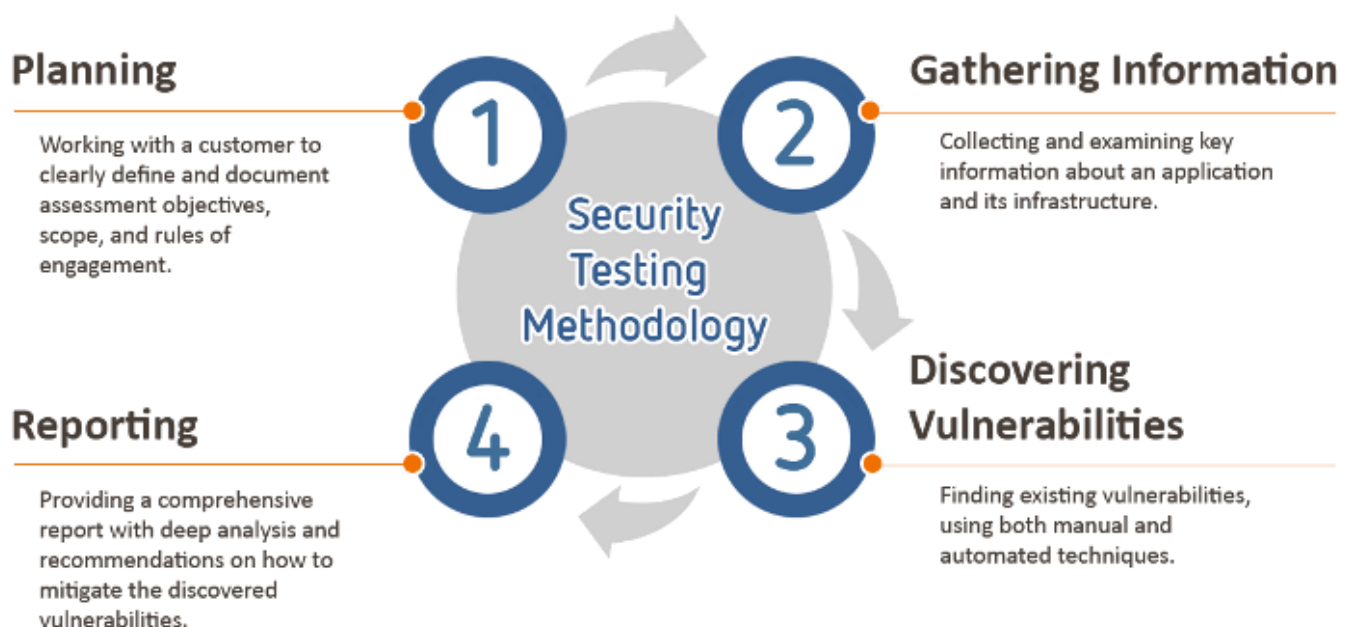 Planning
1
Working with a customer to
clearly define and document
assessment objectives,
scope, and rules of
engagement.
2
Gathering Information
Collecting and examining key
information about an application
and its infrastructure.
Security
Testing
Methodology
3
Discovering
Vulnerabilities
Finding existing vulnerabilities,
using both manual and
automated techniques.
4
Reporting
Providing a comprehensive
report with deep analysis and
recommendations on how to
mitigate the discovered
vulnerabilities.